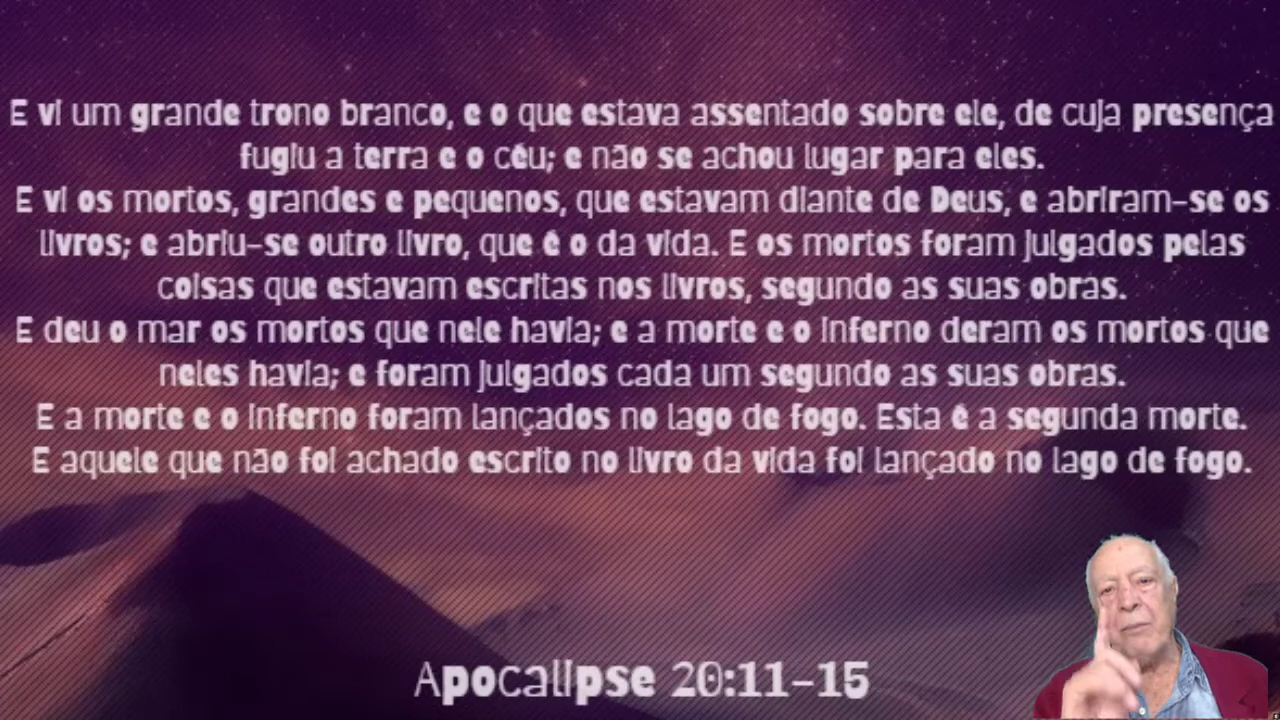 E vi um grande trono branco, e o que estava assentado sobre ele, de cuja presença
fugiu a terra e o céu; e não se achou lugar para eles.
E vi os mortos, grandes e pequenos, que estavam diante de Deus, e abriram-se os
livros; e abriu-se outro livro, que é o da vida. E os mortos foram julgados pelas
coisas que estavam escritas nos livros, segundo as suas obras.
E deu o mar os mortos que nele havia; e a morte e o inferno deram os mortos que
neles havia; e foram julgados cada um segundo as suas obras.
E a morte e o inferno foram lançados no lago de fogo. Esta é a segunda morte.
E aquele que não foi achado escrito no livro da vida foi lançado no lago de fogo.
Apocalipse 20:11-15